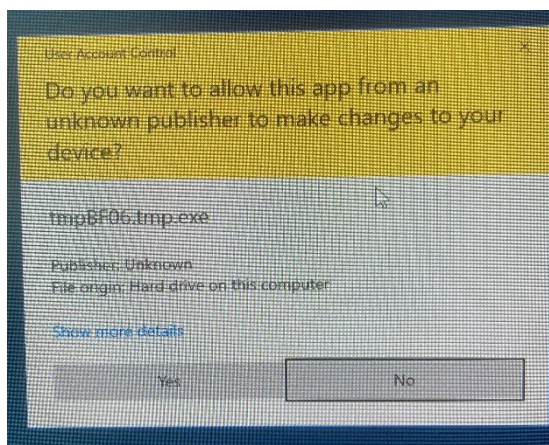 User Account Control
Do you want to allow this app from an
unknown publisher to make changes to your
device?
tmpBF06.tmp.exe
Publisher: Unknown
File origin: Hard drive on this computer
Show more details
Yes
No